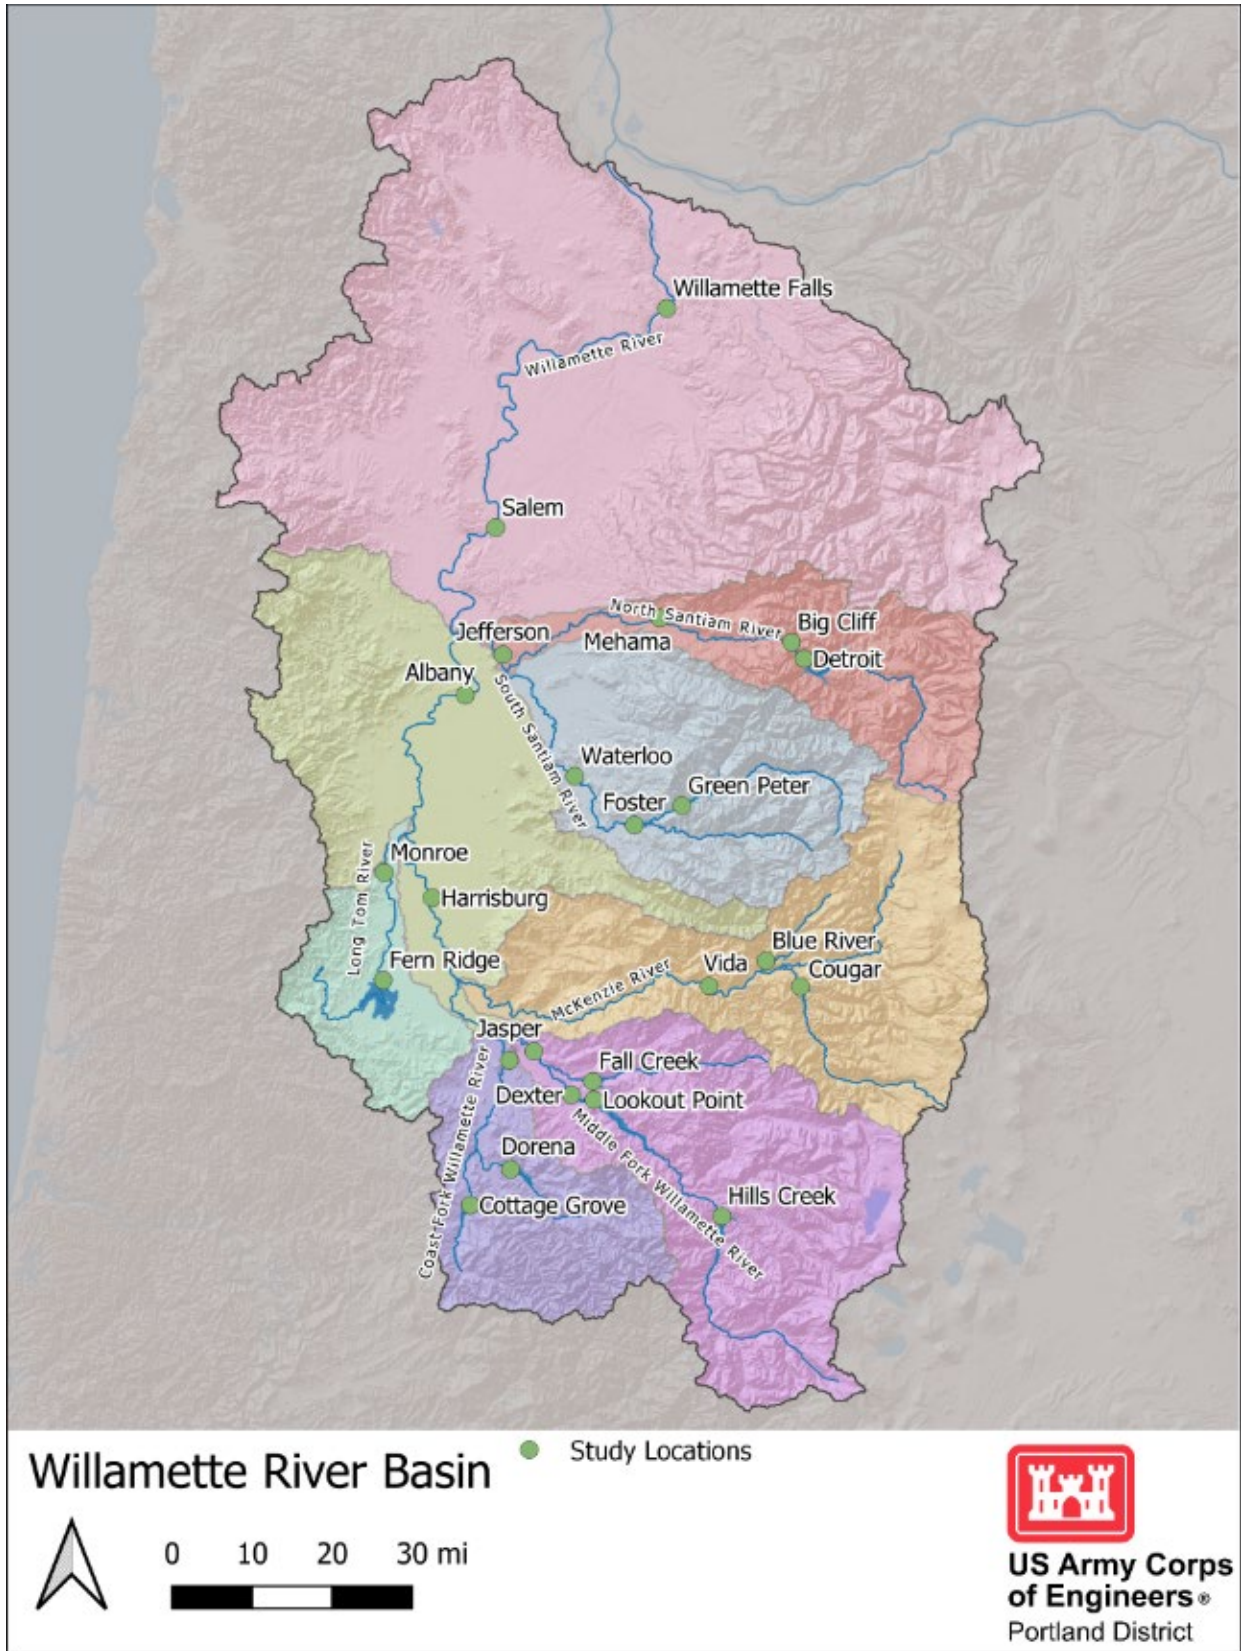 Willamette Falls
Willamette River
Salem
North Santiam River
Big Cliff
Jefferson
Mehama
Detroit
Albany
South Santiam River
Waterloo
Green Peter
Foster
Monroe
Long Tom River
Harrisburg
Blue River
Fern Ridge
Vida
Cougar
McKenzie River
Jasper
Fall Creek
Dexter
Lookout Point
Coast Fork Willamette River
Middle Fork Willamette River
Dorena
Hills Creek
Cottage Grove
Study Locations
Willamette River Basin
0 10 20 30 mi
US Army Corps
of Engineers ®
Portland District